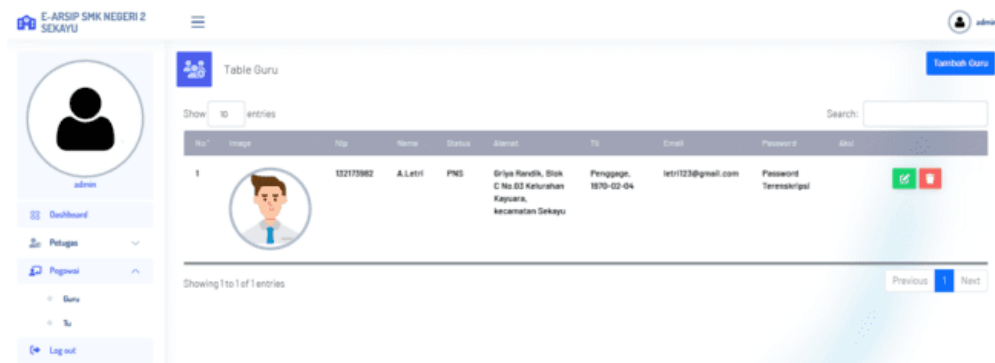 E-ARSIP SMK NEGERI 2
SEKAYU
admin
Table Guru
Tambah Guru
Show 10 entries
Search:
No Image Nip Name Status Alamat Ttl Email Password Aksi
1 132173982 A.Letri PNS Griya Randik, Blok C No.03 Kelurahan Kayuara, kecamatan Sekayu Penggage, 1970-02-04 letri123@gmail.com Password Terenskripsi
Showing 1 to 1 of 1 entries
Previous 1 Next
admin
Dashboard
Petugas
Pegawai
Guru
Tu
Log out